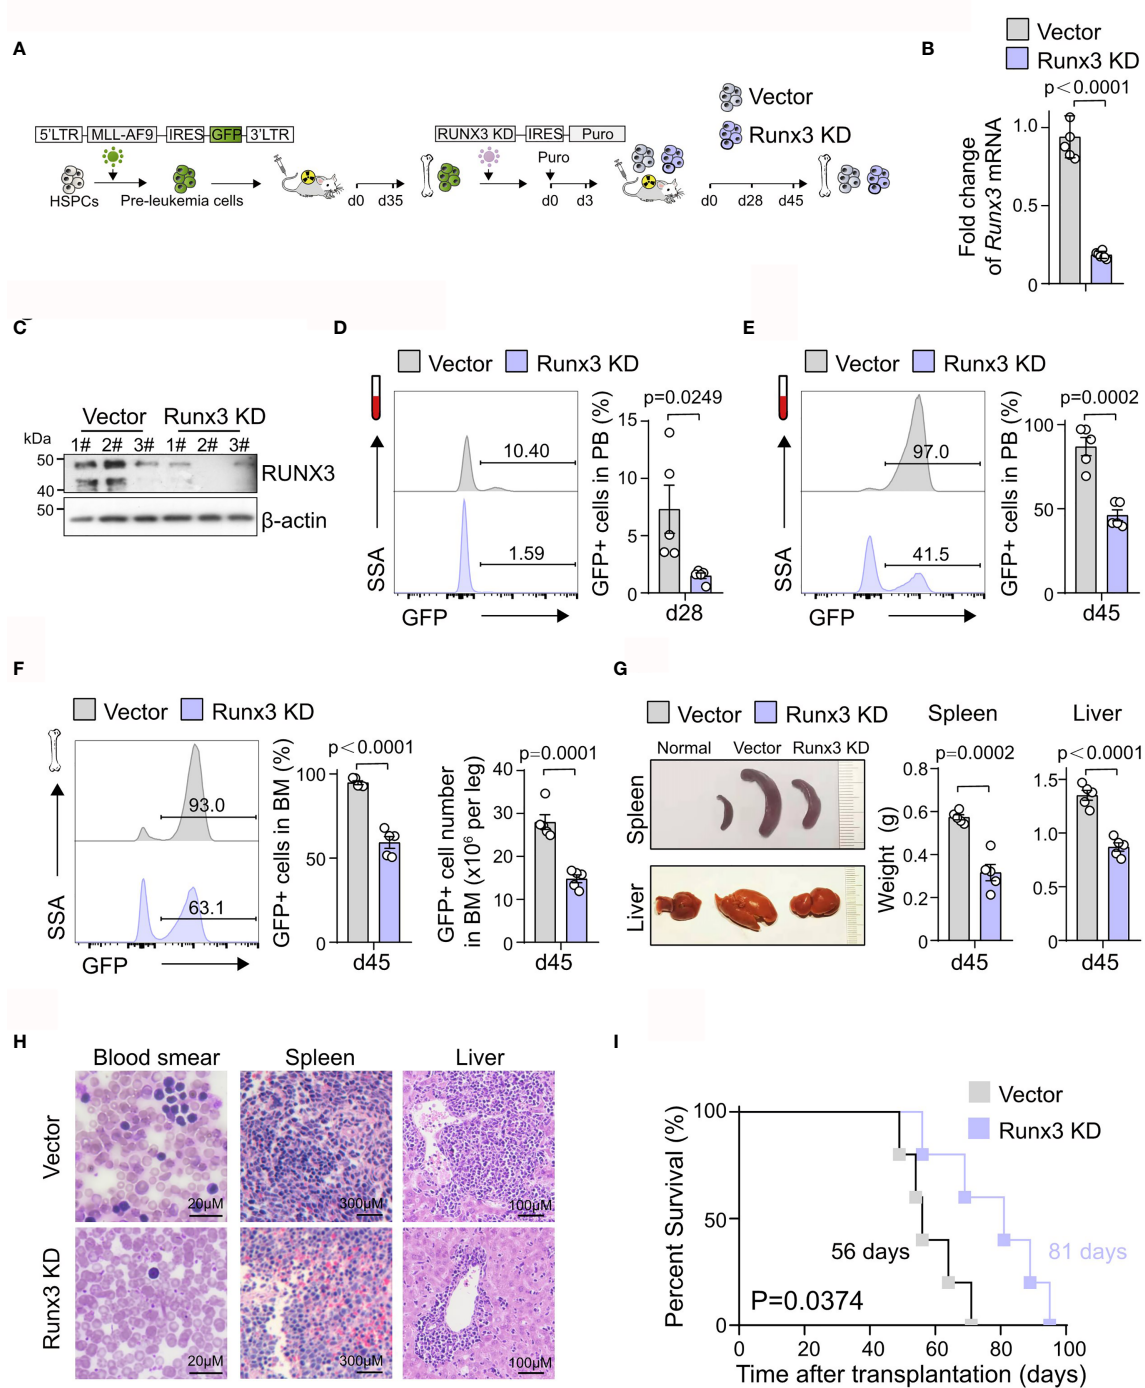 A
5'LTR MLL-AF9 IRES GFP 3'LTR
HSPCs
Pre-leukemia cells
d0 d35
RUNX3 KD IRES Puro
Puro
d0 d3
Vector
Runx3 KD
d0 d28 d45
B
Vector
Runx3 KD
p<0.0001
Fold change
of Runx3 mRNA
1.0
0.5
0
C
Vector Runx3 KD
kDa 1# 2# 3# 1# 2# 3#
50
40
RUNX3
50
β-actin
D
Vector Runx3 KD
10.40
1.59
SSA
GFP
p=0.0249
GFP+ cells in PB (%)
15
10
5
0
d28
E
Vector Runx3 KD
97.0
41.5
SSA
GFP
p=0.0002
GFP+ cells in PB (%)
100
50
0
d45
F
Vector Runx3 KD
93.0
63.1
SSA
GFP
p<0.0001
GFP+ cells in BM (%)
100
50
0
d45
p=0.0001
GFP+ cell number
in BM (x10⁶ per leg)
40
30
20
10
0
d45
G
Vector Runx3 KD
Normal Vector Runx3 KD
Spleen
Liver
Spleen
p=0.0002
Weight (g)
0.8
0.6
0.4
0.2
0
d45
Liver
p<0.0001
1.5
1.0
0.5
0
d45
H
Blood smear Spleen Liver
Vector
20μM 300μM 100μM
Runx3 KD
20μM 300μM 100μM
I
Vector
Runx3 KD
Percent Survival (%)
100
50
0
56 days
81 days
P=0.0374
0 20 40 60 80 100
Time after transplantation (days)